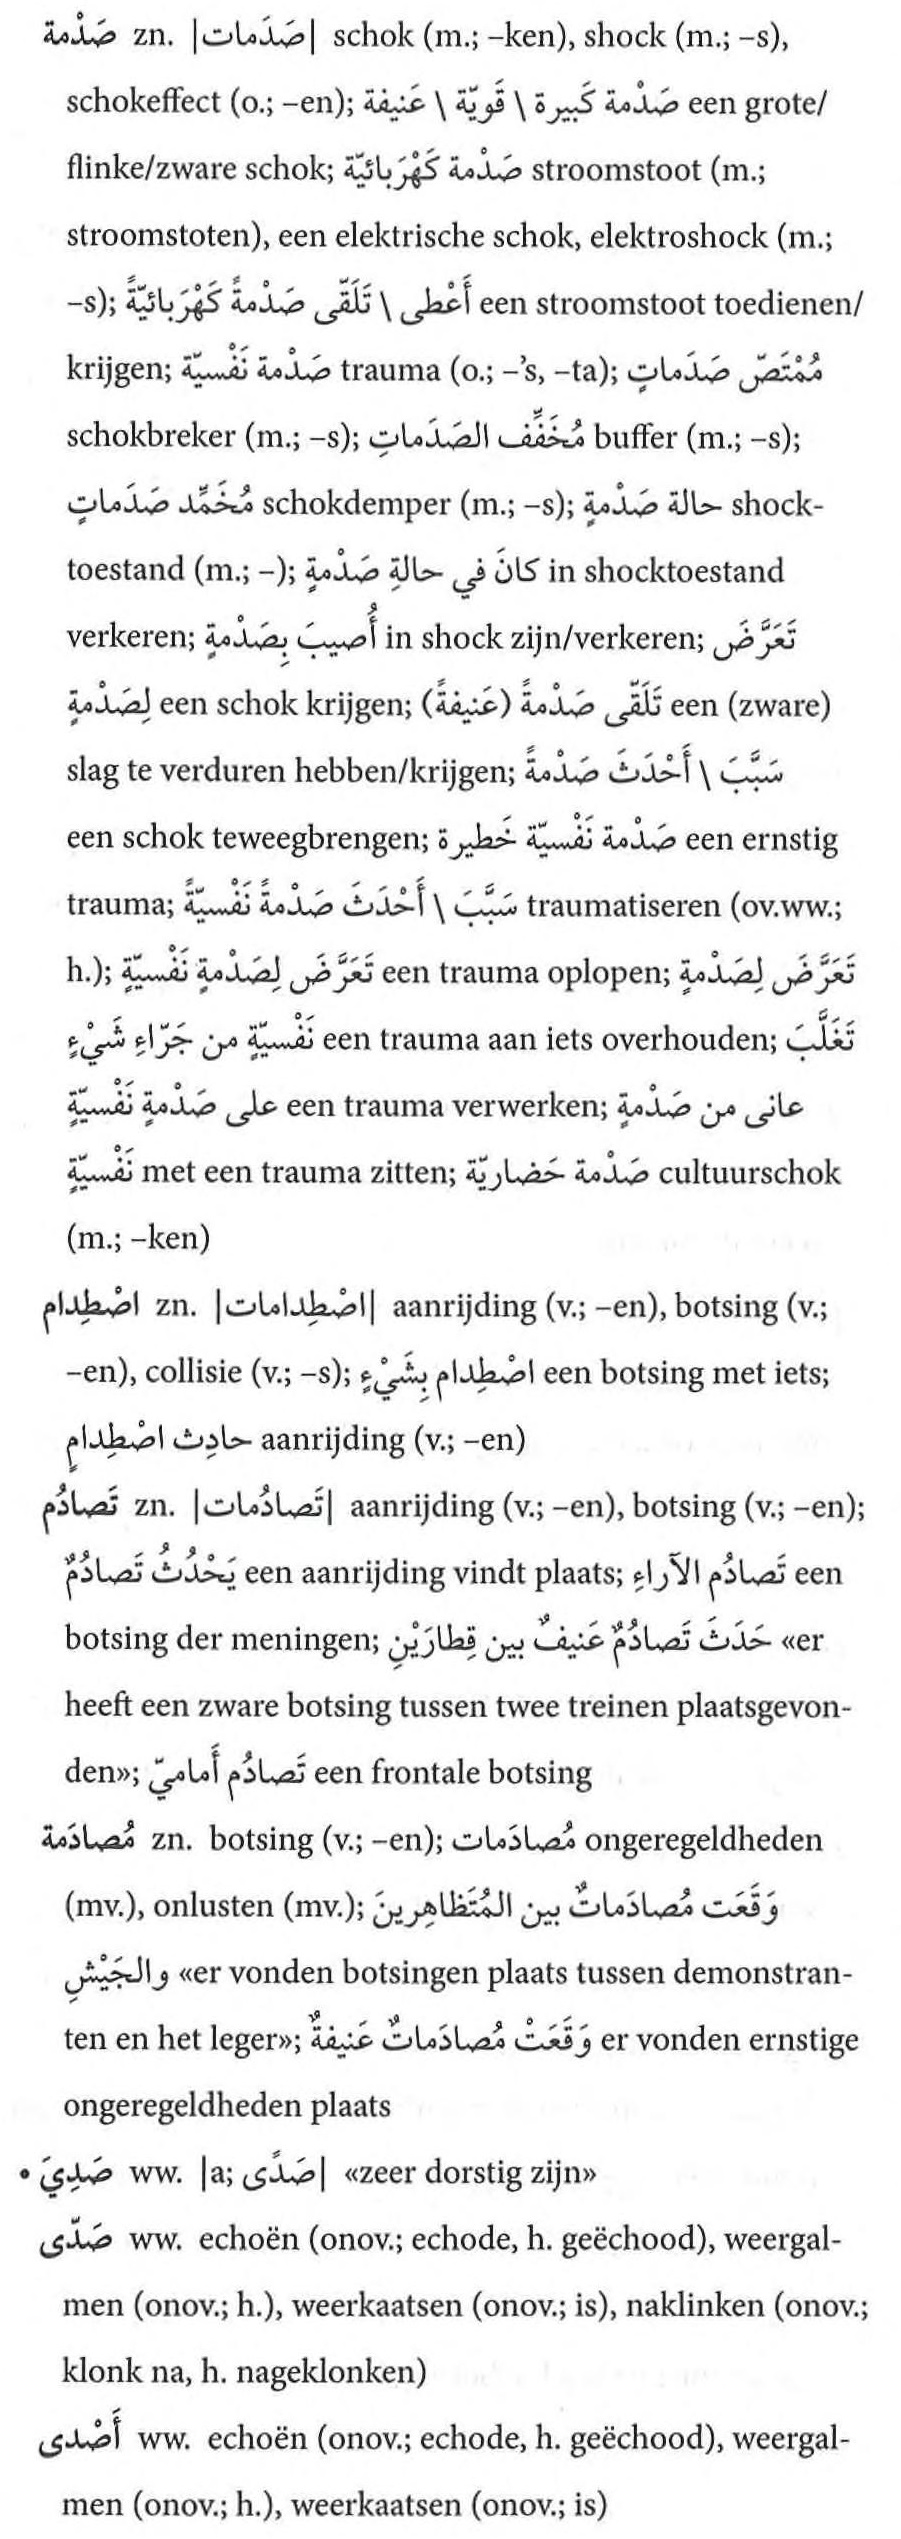 صَدْمة zn. |صَدَمات| schok (m.; –ken), shock (m.; –s),
schokeffect (o.; –en); صَدْمة كَبيرة \ قَويّة \ عَنيفة een grote/
flinke/zware schok; صَدْمة كَهْرَبائيّة stroomstoot (m.;
stroomstoten), een elektrische schok, elektroshock (m.;
–s); أَعْطى \ تَلَقّى صَدْمةً كَهْرَبائيّةً een stroomstoot toedienen/
krijgen; صَدْمة نَفْسيّة trauma (o.; –’s, –ta); مُمْتَصّ صَدَماتٍ
schokbreker (m.; –s); مُخَفِّف الصَدَماتِ buffer (m.; –s);
مُخَمِّد صَدَماتٍ schokdemper (m.; –s); حالة صَدْمةٍ shock-
toestand (m.; –); كانَ في حالةِ صَدْمةٍ in shocktoestand
verkeren; أُصيبَ بِصَدْمةٍ in shock zijn/verkeren; تَعَرَّضَ
لِصَدْمةٍ een schok krijgen; تَلَقّى صَدْمةً (عَنيفةً) een (zware)
slag te verduren hebben/krijgen; سَبَّبَ \ أَحْدَثَ صَدْمةً
een schok teweegbrengen; صَدْمة نَفْسيّة خَطيرة een ernstig
trauma; سَبَّبَ \ أَحْدَثَ صَدْمةً نَفْسيّةً traumatiseren (ov.ww.;
h.); تَعَرَّضَ لِصَدْمةٍ نَفْسيّةٍ een trauma oplopen; تَعَرَّضَ لِصَدْمةٍ
نَفْسيّةٍ من جَرّاءِ شَيْءٍ een trauma aan iets overhouden; تَغَلَّبَ
على صَدْمةٍ نَفْسيّةٍ een trauma verwerken; عانى من صَدْمةٍ
نَفْسيّةٍ met een trauma zitten; صَدْمة حَضاريّة cultuurschok
(m.; –ken)
اصْطِدام zn. |اصْطِدامات| aanrijding (v.; –en), botsing (v.;
–en), collisie (v.; –s); اصْطِدام بِشَيْءٍ een botsing met iets;
حادِث اصْطِدامٍ aanrijding (v.; –en)
تَصادُم zn. |تَصادُمات| aanrijding (v.; –en), botsing (v.; –en);
يَحْدُثُ تَصادُمٌ een aanrijding vindt plaats; تَصادُم الآراءِ een
botsing der meningen; حَدَثَ تَصادُمٌ عَنيفٌ بين قِطارَيْنِ «er
heeft een zware botsing tussen twee treinen plaatsgevon-
den»; تَصادُم أَماميّ een frontale botsing
مُصادَمة zn. botsing (v.; –en); مُصادَمات ongeregeldheden
(mv.), onlusten (mv.); وَقَعَت مُصادَماتٌ بين المُتَظاهِرينَ
والجَيْشِ «er vonden botsingen plaats tussen demonstran-
ten en het leger»; وَقَعَتْ مُصادَماتٌ عَنيفةٌ er vonden ernstige
ongeregeldheden plaats
• صَدِيَ ww. |a; صَدًى| «zeer dorstig zijn»
صَدّى ww. echoën (onov.; echode, h. geëchood), weergal-
men (onov.; h.), weerkaatsen (onov.; is), naklinken (onov.;
klonk na, h. nageklonken)
أَصْدى ww. echoën (onov.; echode, h. geëchood), weergal-
men (onov.; h.), weerkaatsen (onov.; is)